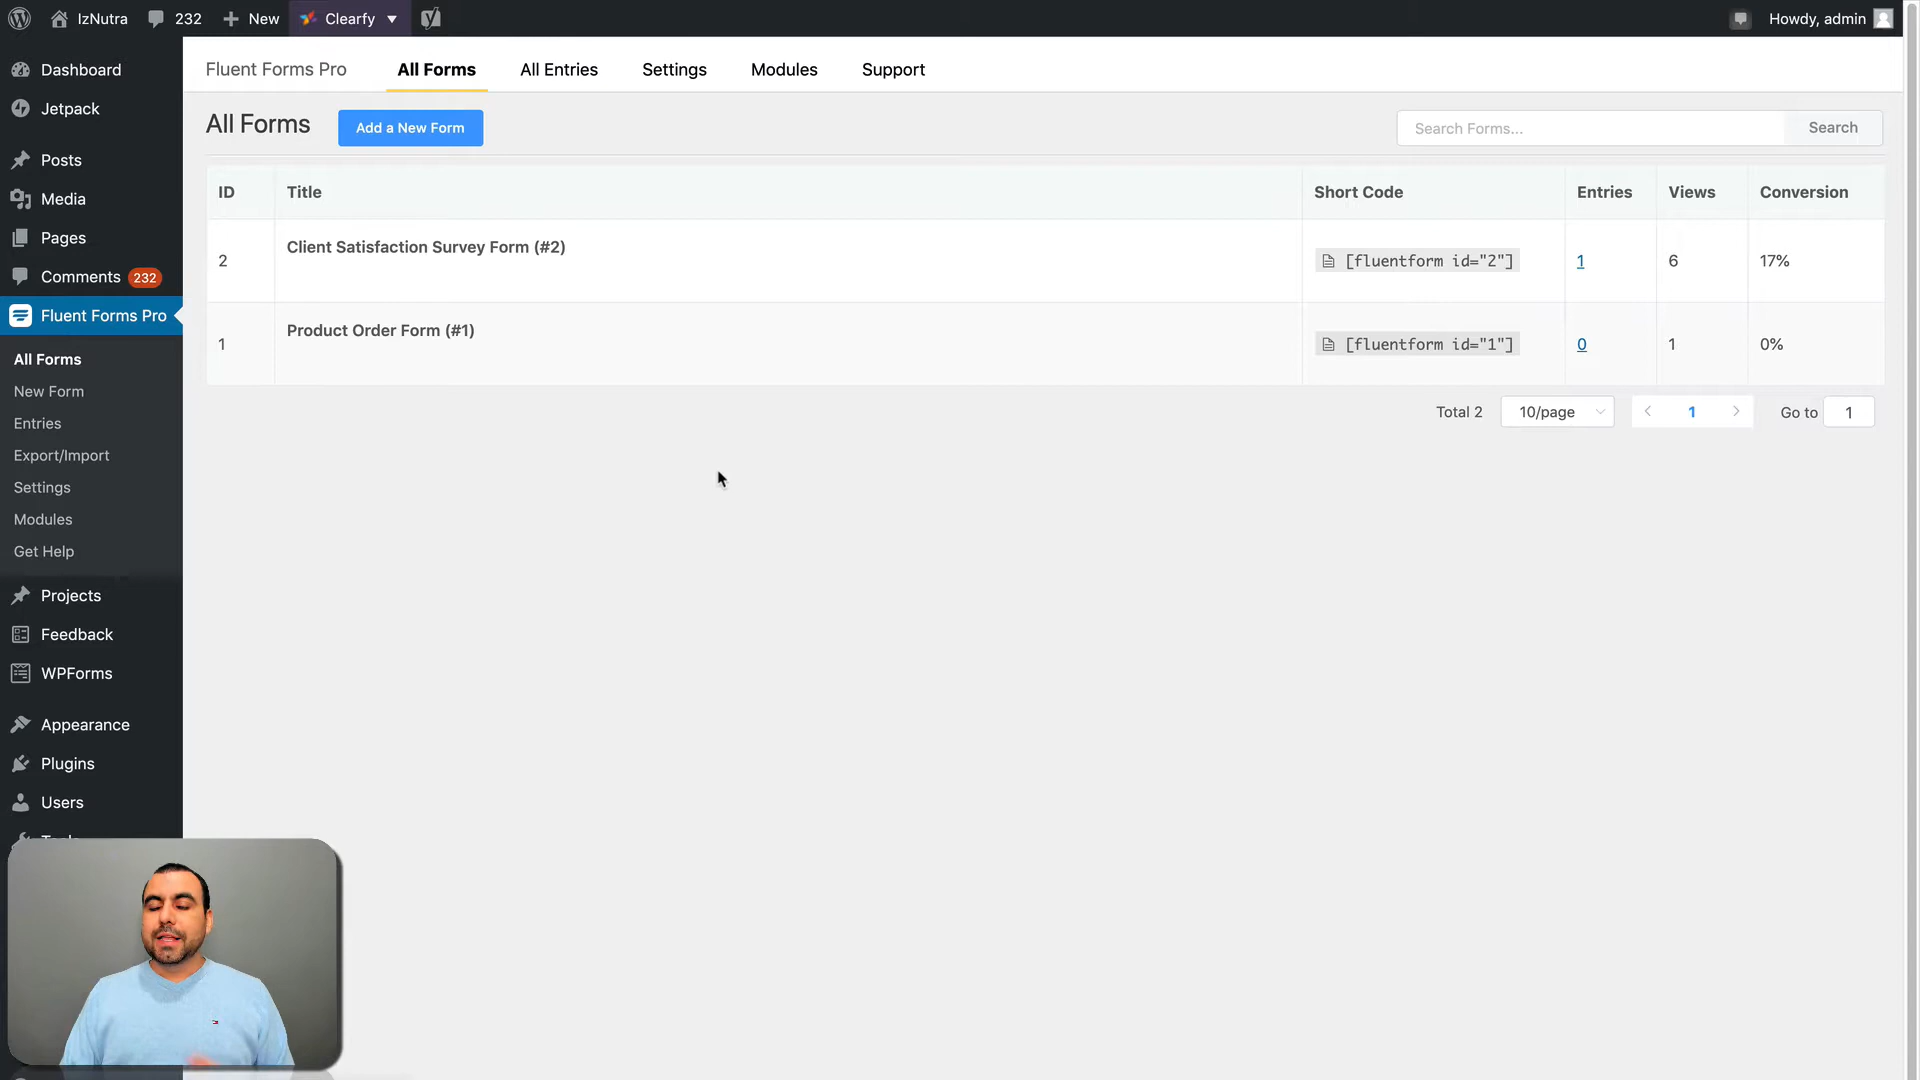 IzNutra
232
New
Clearfy ▼
Howdy, admin
Dashboard
Jetpack
Posts
Media
Pages
Comments 232
Fluent Forms Pro
All Forms
New Form
Entries
Export/Import
Settings
Modules
Get Help
Projects
Feedback
WPForms
Appearance
Plugins
Users
Fluent Forms Pro
All Forms
All Entries
Settings
Modules
Support
All Forms
Add a New Form
Search Forms...
Search
ID Title Short Code Entries Views Conversion
2 Client Satisfaction Survey Form (#2) [fluentform id="2"] 1 6 17%
1 Product Order Form (#1) [fluentform id="1"] 0 1 0%
Total 2 10/page 1 Go to 1